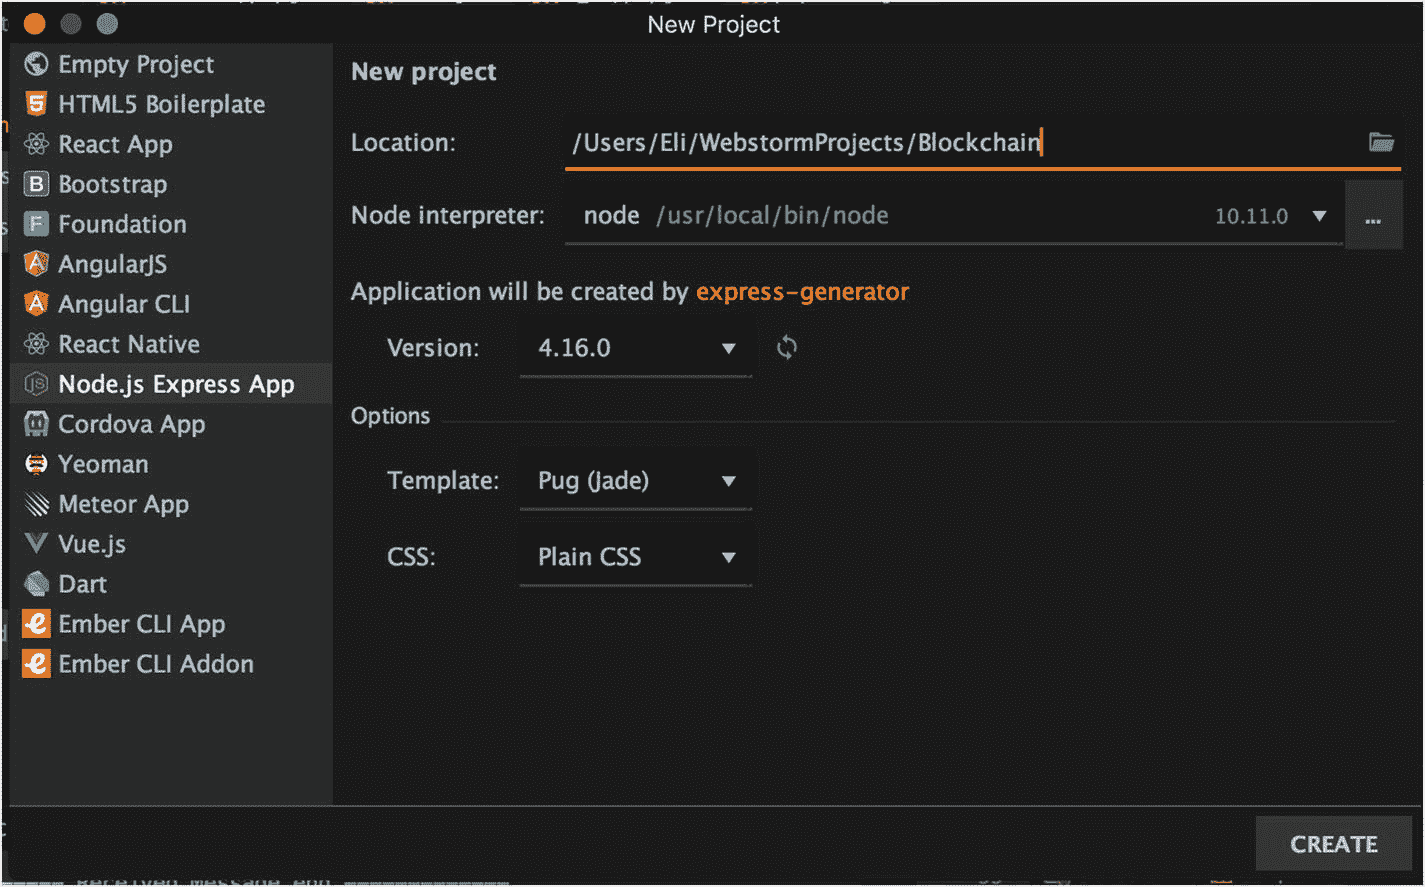 New Project
Empty Project
HTML5 Boilerplate
React App
Bootstrap
Foundation
AngularJS
Angular CLI
React Native
Node.js Express App
Cordova App
Yeoman
Meteor App
Vue.js
Dart
Ember CLI App
Ember CLI Addon
New project
Location: /Users/Eli/WebstormProjects/Blockchain
Node interpreter: node /usr/local/bin/node 10.11.0 ...
Application will be created by express-generator
Version: 4.16.0
Options
Template: Pug (Jade)
CSS: Plain CSS
CREATE